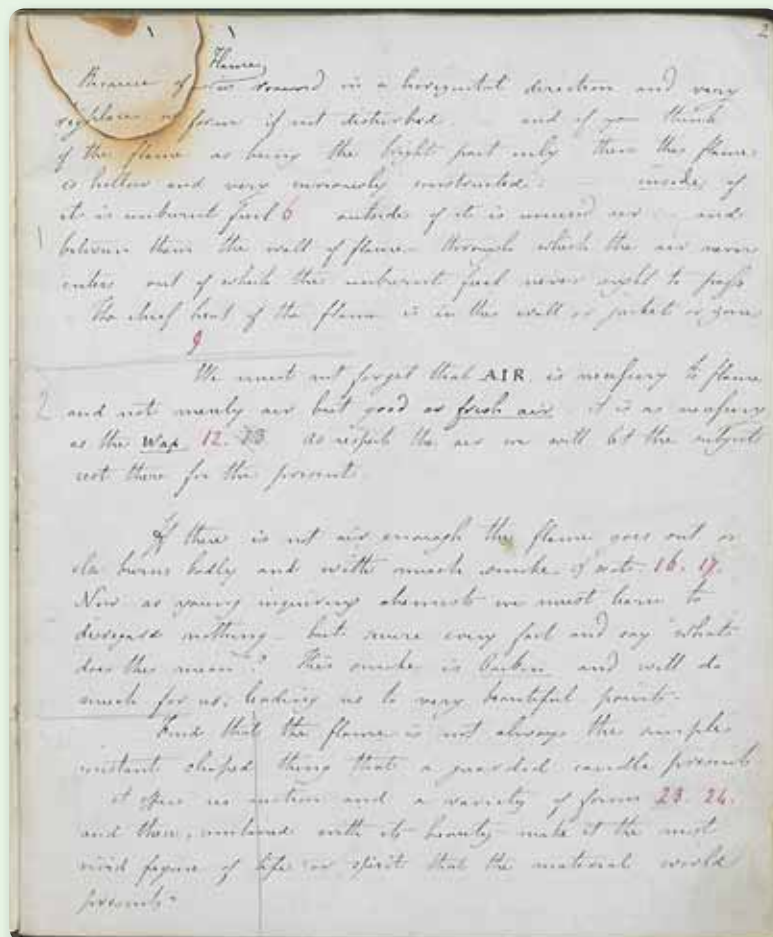 2
Flame
Because of round in a horizontal direction and very
regular in form if not disturbed. and if you think
of the flame as being the bright part only then the flame
is hollow and very curiously constructed: inside of
it is unburnt fuel 6 outside of it is air and
1
between them the wall of flame through which the air never
enters out of which the unburnt fuel never ought to pass
The chief heat of the flame is in this wall or jacket or zone
9
We must not forget that AIR is necessary to flame
2
and not merely air but good or fresh air it is as necessary
as the wax 12. 13 As respects the air we will let the subject
rest there for the present
If there is not air enough the flame goes out or
else burns badly and with much smoke 16. 17.
Now as young inquiring chemists we must learn to
disregard nothing but every fact and say what
does this mean? This smoke is Carbon and will do
much for us, leading us to very beautiful points.
Find that the flame is not always the simple
constant shaped thing that a guarded candle presents
it offers us motion and a variety of forms 23. 24.
and these, combined with its beauty make it the most
vivid figure of life or spirit that the material world
presents